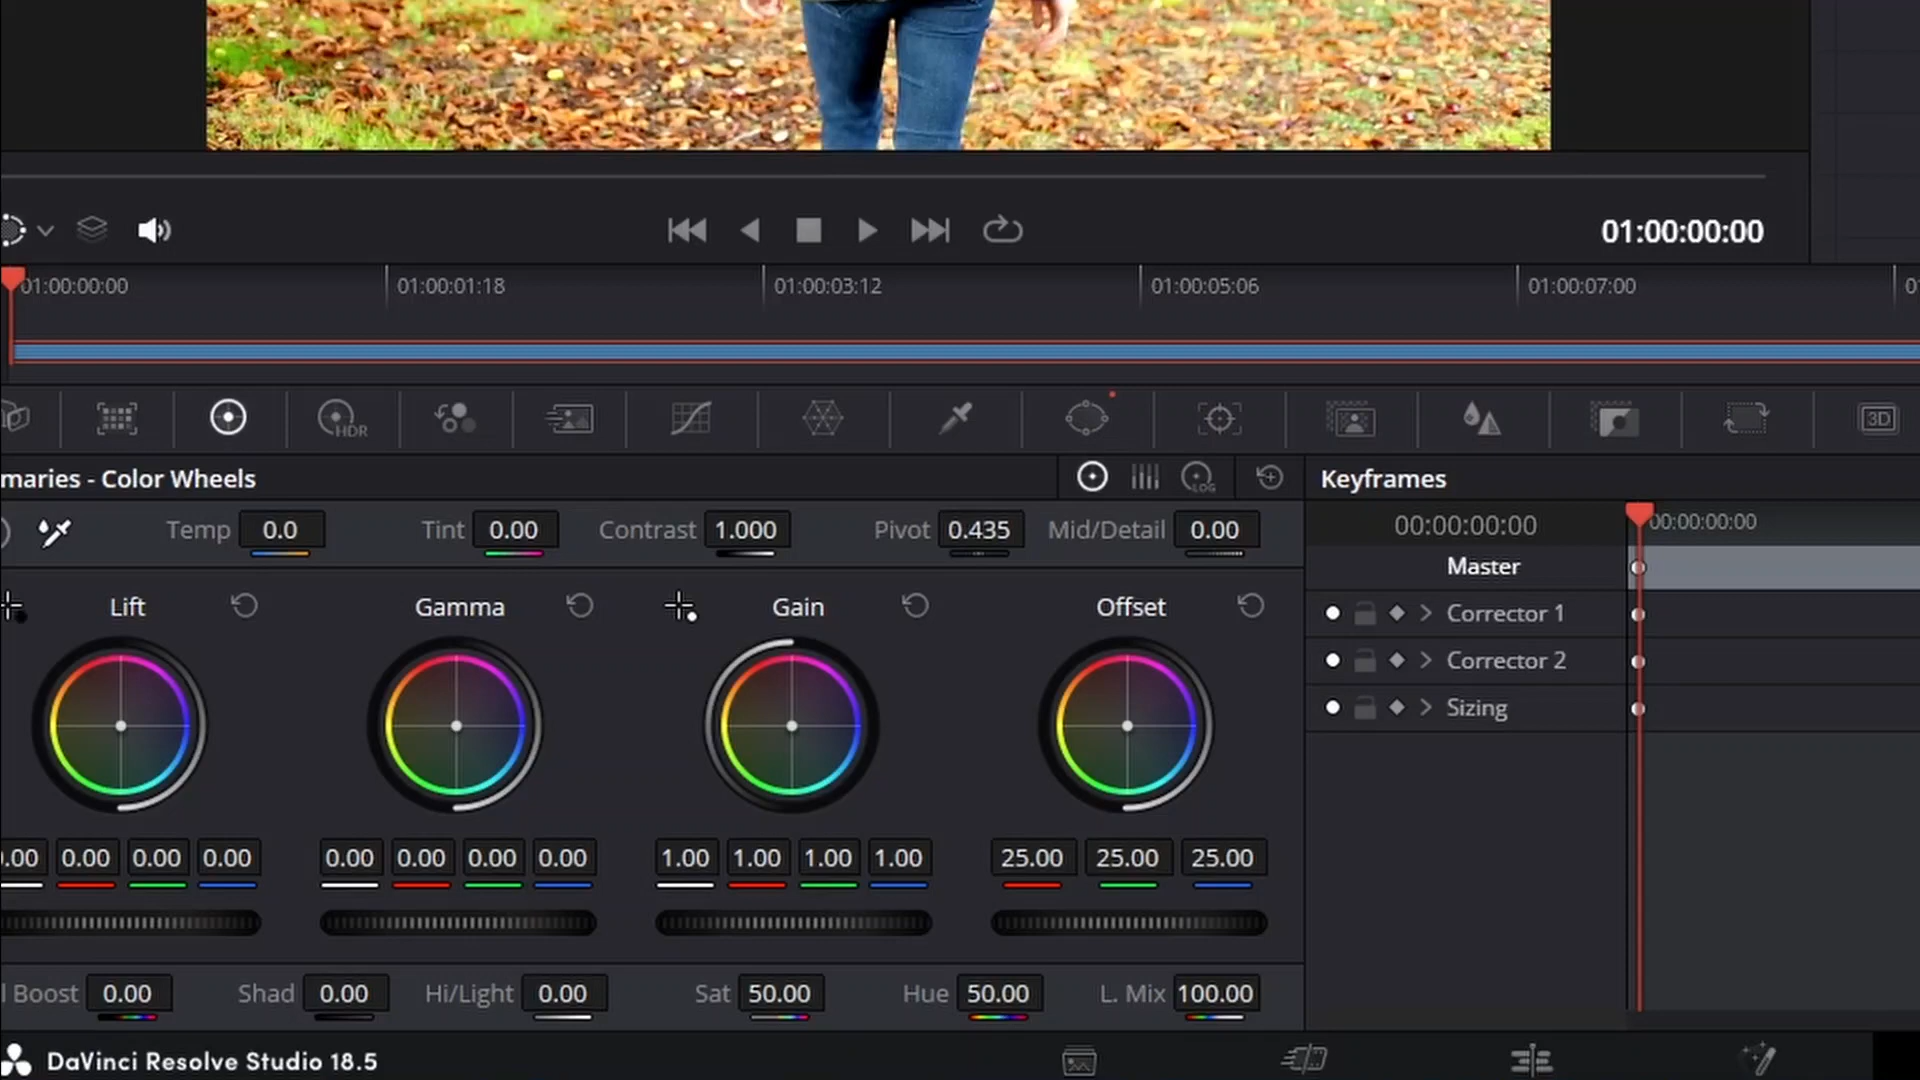 01:00:00:00
01:00:00:00 01:00:01:18 01:00:03:12 01:00:05:06 01:00:07:00
HDR 3D
maries - Color Wheels LOG Keyframes
Temp 0.0 Tint 0.00 Contrast 1.000 Pivot 0.435 Mid/Detail 0.00
00:00:00:00 00:00:00:00
Master
Lift Gamma Gain Offset
Corrector 1
Corrector 2
Sizing
.00 0.00 0.00 0.00 0.00 0.00 0.00 0.00 1.00 1.00 1.00 1.00 25.00 25.00 25.00
l Boost 0.00 Shad 0.00 Hi/Light 0.00 Sat 50.00 Hue 50.00 L. Mix 100.00
DaVinci Resolve Studio 18.5